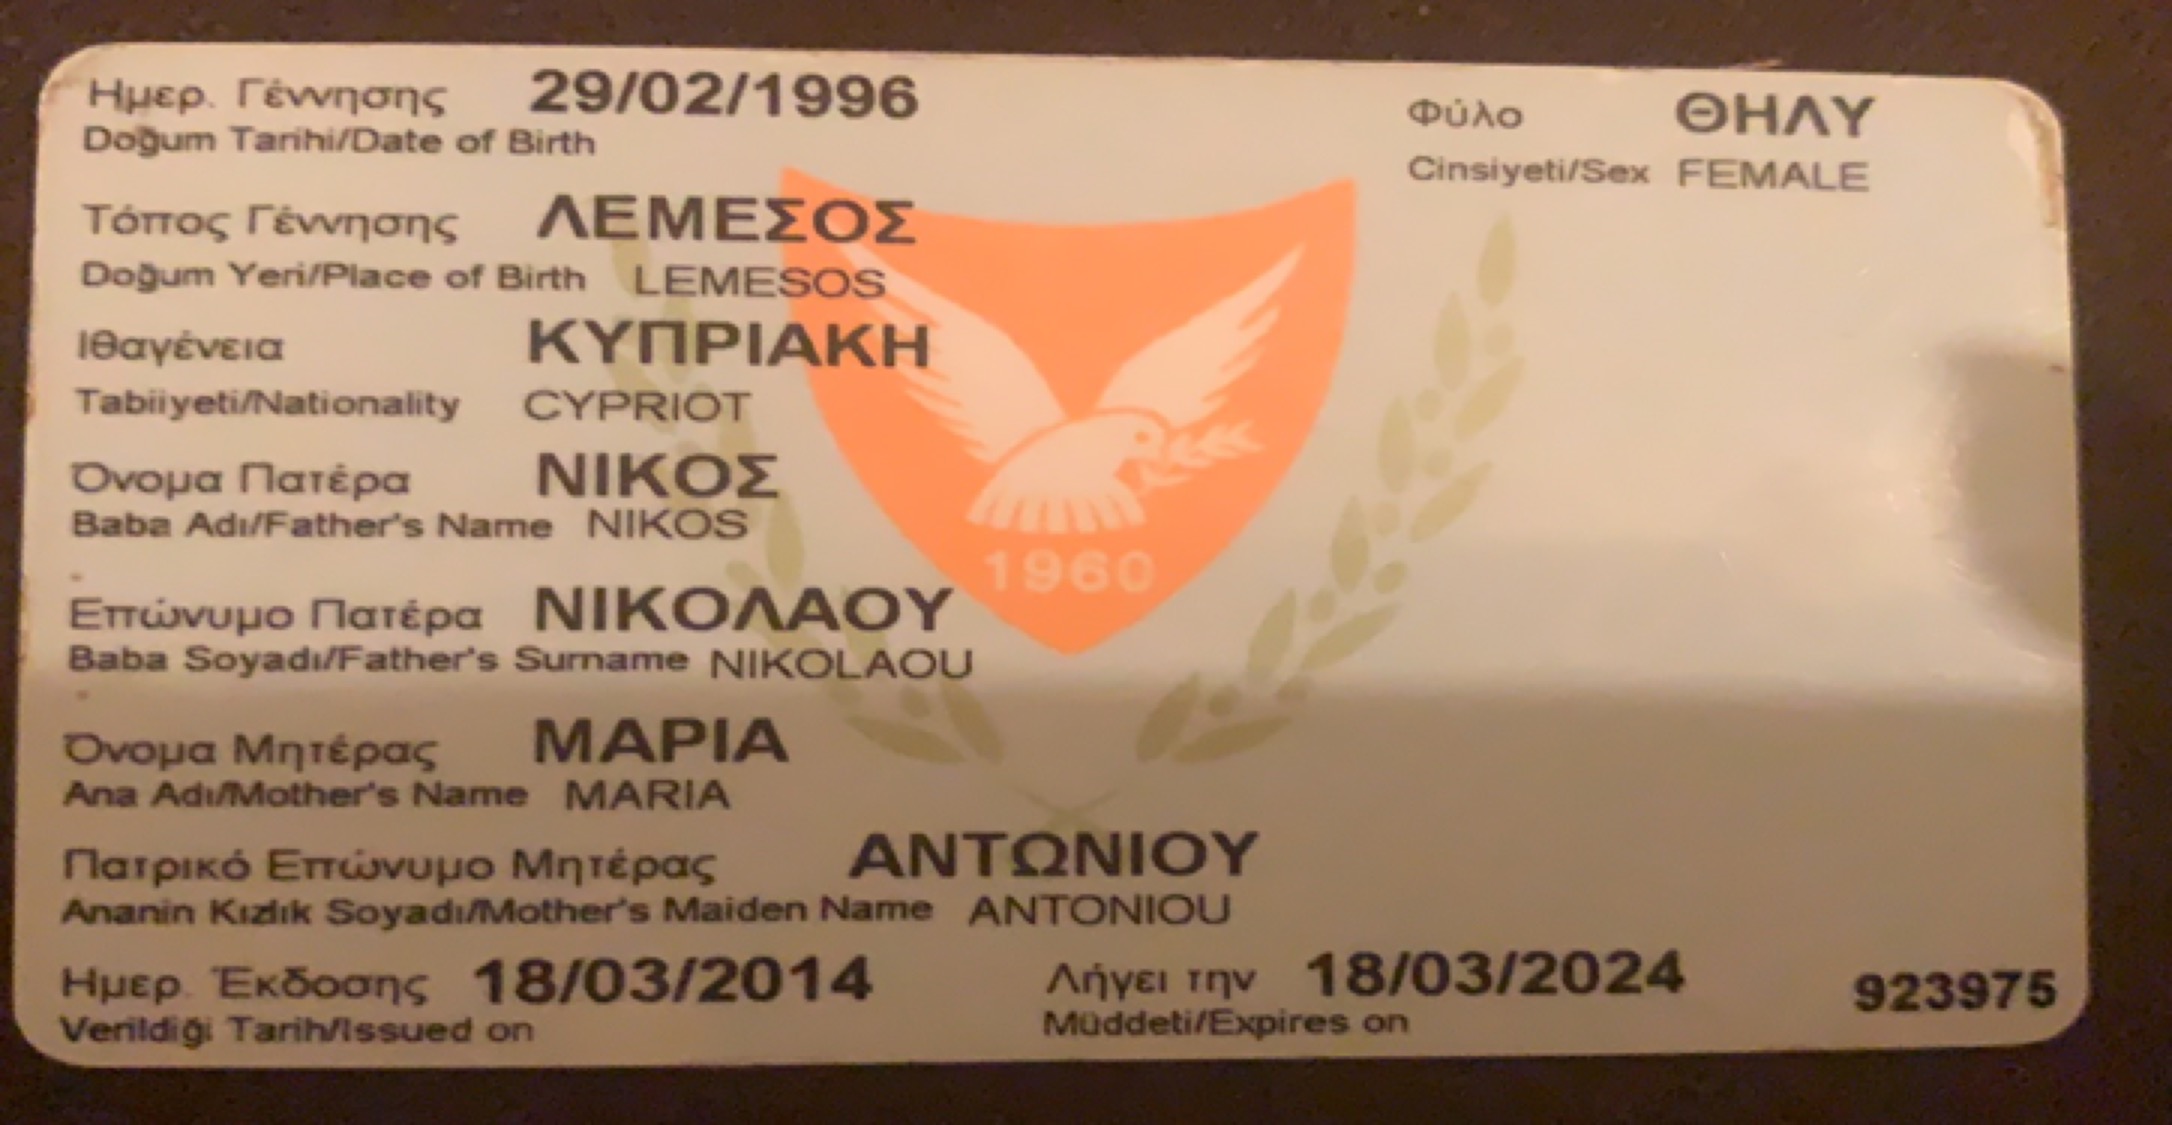 Ημερ. Γέννησης 29/02/1996
Doğum Tarihi/Date of Birth
Φύλο ΘΗΛΥ
Cinsiyeti/Sex FEMALE
Τόπος Γέννησης ΛΕΜΕΣΟΣ
Doğum Yeri/Place of Birth LEMESOS
Ιθαγένεια ΚΥΠΡΙΑΚΗ
Tabiiyeti/Nationality CYPRIOT
Όνομα Πατέρα ΝΙΚΟΣ
Baba Adı/Father's Name NIKOS
1960
Επώνυμο Πατέρα ΝΙΚΟΛΑΟΥ
Baba Soyadı/Father's Surname NIKOLAOU
Όνομα Μητέρας ΜΑΡΙΑ
Ana Adı/Mother's Name MARIA
Πατρικό Επώνυμο Μητέρας ΑΝΤΩΝΙΟΥ
Ananin Kızlık Soyadı/Mother's Maiden Name ANTONIOU
Ημερ. Έκδοσης 18/03/2014 Λήγει την 18/03/2024 923975
Verildiği Tarih/Issued on Müddeti/Expires on